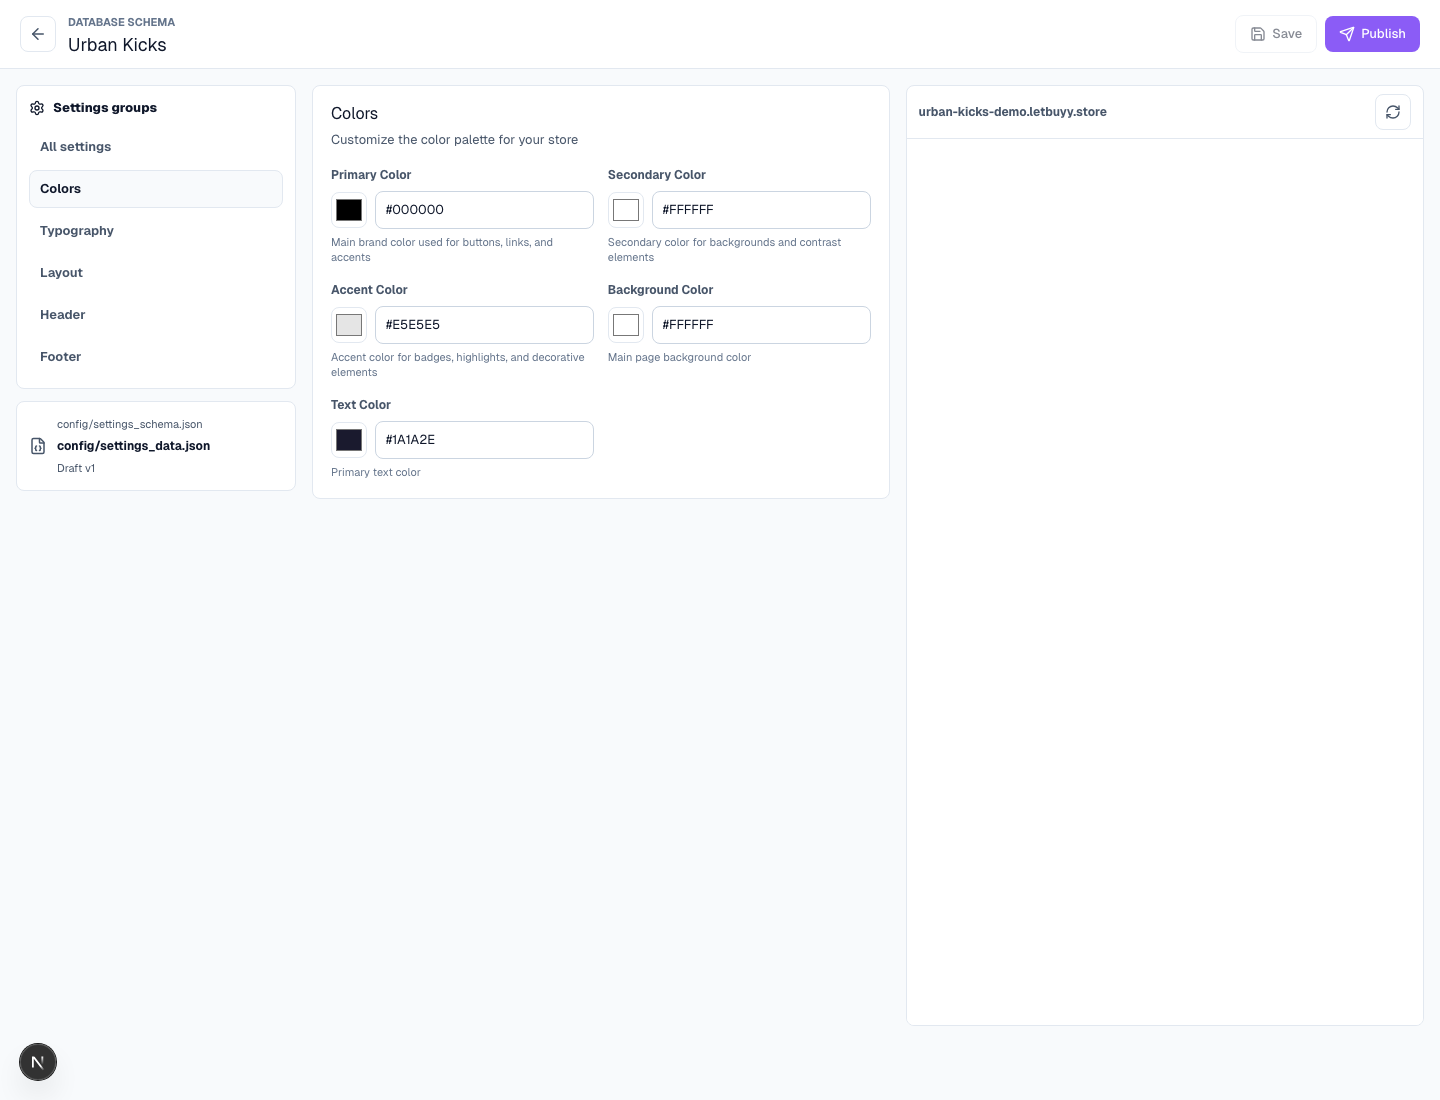 DATABASE SCHEMA
Urban Kicks
Save
Publish
Settings groups
All settings
Colors
Typography
Layout
Header
Footer
config/settings_schema.json
config/settings_data.json
Draft v1
Colors
Customize the color palette for your store
Primary Color
#000000
Main brand color used for buttons, links, and
accents
Secondary Color
#FFFFFF
Secondary color for backgrounds and contrast
elements
Accent Color
#E5E5E5
Accent color for badges, highlights, and decorative
elements
Background Color
#FFFFFF
Main page background color
Text Color
#1A1A2E
Primary text color
urban-kicks-demo.letbuyy.store
N